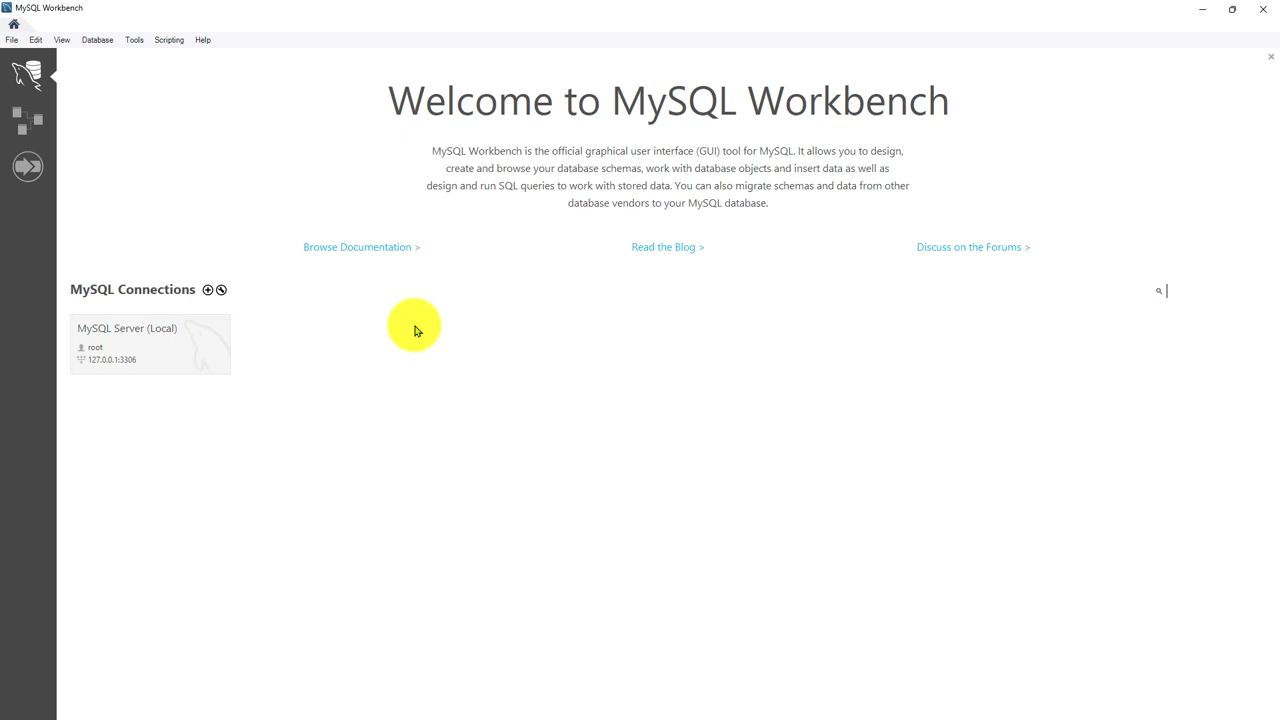 MySQL Workbench
File Edit View Database Tools Scripting Help
Welcome to MySQL Workbench
MySQL Workbench is the official graphical user interface (GUI) tool for MySQL. It allows you to design,
create and browse your database schemas, work with database objects and insert data as well as
design and run SQL queries to work with stored data. You can also migrate schemas and data from other
database vendors to your MySQL database.
Browse Documentation > Read the Blog > Discuss on the Forums >
MySQL Connections
MySQL Server (Local)
root
127.0.0.1:3306